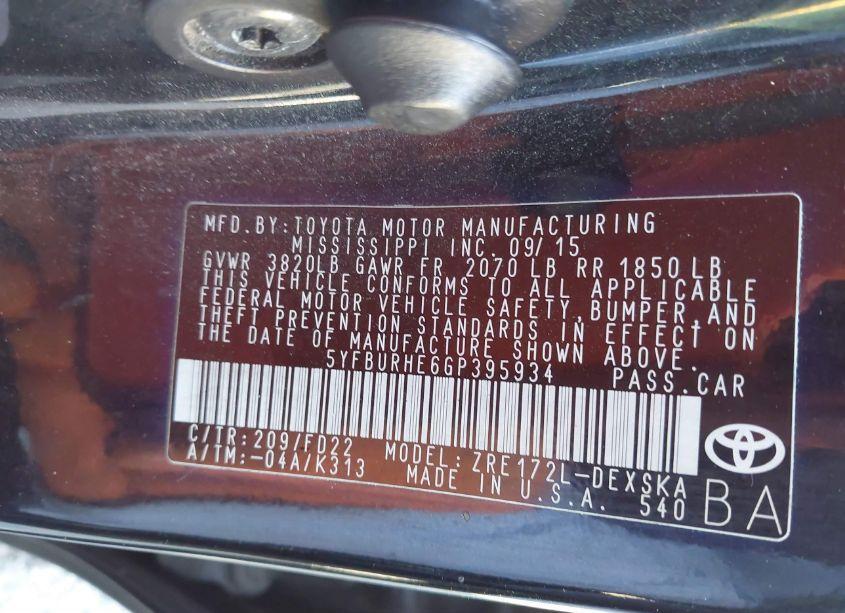 MFD.BY:TOYOTA MOTOR MANUFACTURING
MISSISSIPPI INC. 09/15
GVWR 3820LB GAWR FR 2070 LB RR 1850LB
THIS VEHICLE CONFORMS TO ALL APPLICABLE
FEDERAL MOTOR VEHICLE SAFETY,BUMPER,AND
THEFT PREVENTION STANDARDS IN EFFECT ON
THE DATE OF MANUFACTURE SHOWN ABOVE.
5YFBURHE6GP395934 PASS.CAR
C/TR:209/FD22 MODEL:ZRE172L-DEXSKA
A/TM:-04A/K313 MADE IN U.S.A. 540
BA